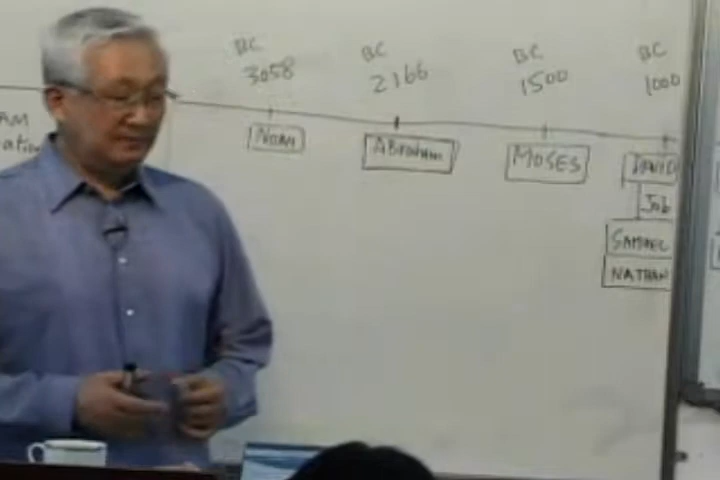 BC
3058
BC
2166
BC
1500
BC
1000
NOAH
ABRAHAM
MOSES
DAVID
Job
SAMUEL
NATHAN